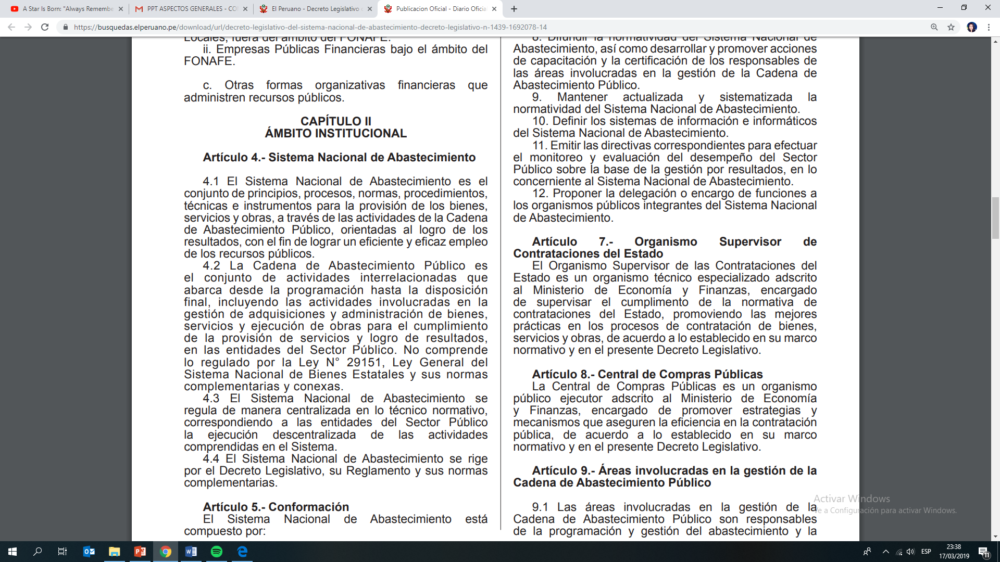 A Star Is Born: "Always Remembe
PPT ASPECTOS GENERALES - CO
El Peruano - Decreto Legislativo
Publicacion Oficial - Diario Oficia
https://busquedas.elperuano.pe/download/url/decreto-legislativo-del-sistema-nacional-de-abastecimiento-decreto-legislativo-n-1439-1692078-14
Locales, fuera del ámbito del FONAFE.
ii. Empresas Públicas Financieras bajo el ámbito del
FONAFE.
c. Otras formas organizativas financieras que
administren recursos públicos.
CAPÍTULO II
ÁMBITO INSTITUCIONAL
Artículo 4.- Sistema Nacional de Abastecimiento
4.1 El Sistema Nacional de Abastecimiento es el
conjunto de principios, procesos, normas, procedimientos,
técnicas e instrumentos para la provisión de los bienes,
servicios y obras, a través de las actividades de la Cadena
de Abastecimiento Público, orientadas al logro de los
resultados, con el fin de lograr un eficiente y eficaz empleo
de los recursos públicos.
4.2 La Cadena de Abastecimiento Público es
el conjunto de actividades interrelacionadas que
abarca desde la programación hasta la disposición
final, incluyendo las actividades involucradas en la
gestión de adquisiciones y administración de bienes,
servicios y ejecución de obras para el cumplimiento
de la provisión de servicios y logro de resultados,
en las entidades del Sector Público. No comprende
lo regulado por la Ley N° 29151, Ley General del
Sistema Nacional de Bienes Estatales y sus normas
complementarias y conexas.
4.3 El Sistema Nacional de Abastecimiento se
regula de manera centralizada en lo técnico normativo,
correspondiendo a las entidades del Sector Público
la ejecución descentralizada de las actividades
comprendidas en el Sistema.
4.4 El Sistema Nacional de Abastecimiento se rige
por el Decreto Legislativo, su Reglamento y sus normas
complementarias.
Artículo 5.- Conformación
El Sistema Nacional de Abastecimiento está
compuesto por:
8. Difundir la normatividad del Sistema Nacional de
Abastecimiento, así como desarrollar y promover acciones
de capacitación y la certificación de los responsables de
las áreas involucradas en la gestión de la Cadena de
Abastecimiento Público.
9. Mantener actualizada y sistematizada la
normatividad del Sistema Nacional de Abastecimiento.
10. Definir los sistemas de información e informáticos
del Sistema Nacional de Abastecimiento.
11. Emitir las directivas correspondientes para efectuar
el monitoreo y evaluación del desempeño del Sector
Público sobre la base de la gestión por resultados, en lo
concerniente al Sistema Nacional de Abastecimiento.
12. Proponer la delegación o encargo de funciones a
los organismos públicos integrantes del Sistema Nacional
de Abastecimiento.
Artículo 7.- Organismo Supervisor de
Contrataciones del Estado
El Organismo Supervisor de las Contrataciones del
Estado es un organismo técnico especializado adscrito
al Ministerio de Economía y Finanzas, encargado
de supervisar el cumplimento de la normativa de
contrataciones del Estado, promoviendo las mejores
prácticas en los procesos de contratación de bienes,
servicios y obras, de acuerdo a lo establecido en su marco
normativo y en el presente Decreto Legislativo.
Artículo 8.- Central de Compras Públicas
La Central de Compras Públicas es un organismo
público ejecutor adscrito al Ministerio de Economía
y Finanzas, encargado de promover estrategias y
mecanismos que aseguren la eficiencia en la contratación
pública, de acuerdo a lo establecido en su marco
normativo y en el presente Decreto Legislativo.
Artículo 9.- Áreas involucradas en la gestión de la
Cadena de Abastecimiento Público
9.1 Las áreas involucradas en la gestión de la
Cadena de Abastecimiento Público son responsables
de la programación y gestión del abastecimiento y la
Activar Windows
Ve a Configuración para activar Windows.
ESP
23:38
17/03/2019
11